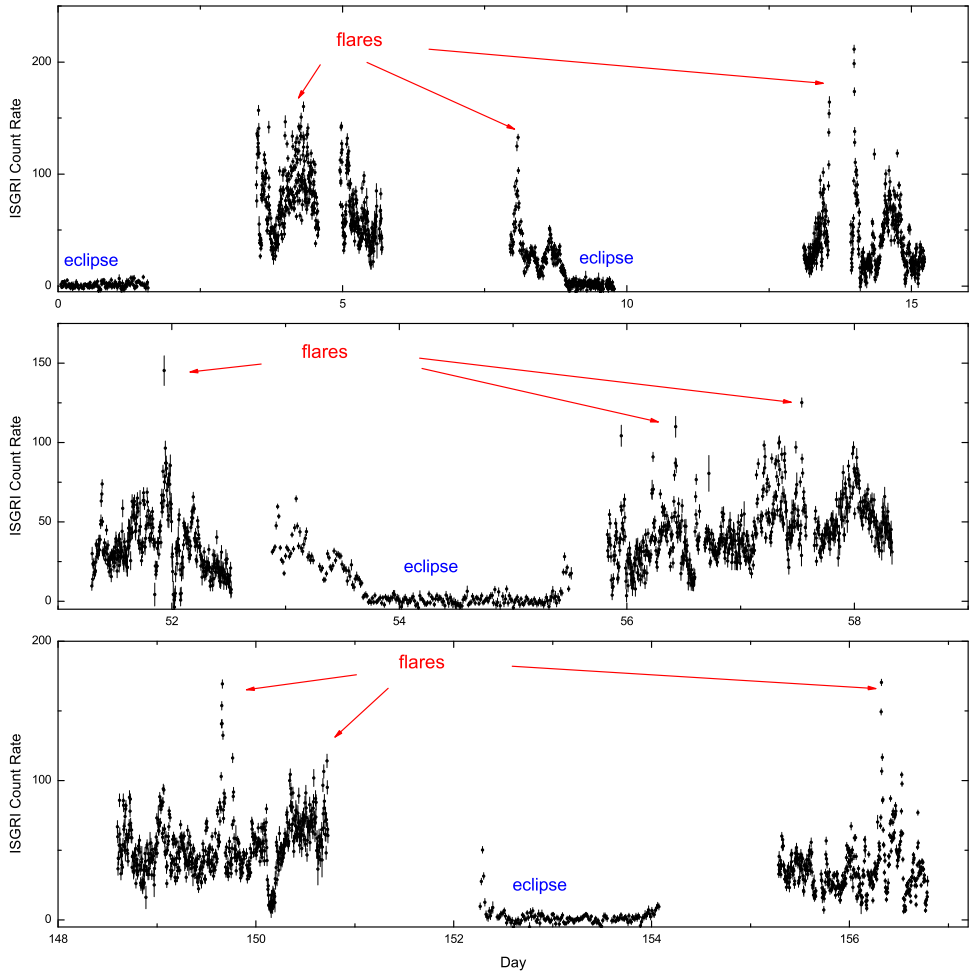 flares
200
100
0
ISGRI Count Rate
eclipse
eclipse
0
5
10
15
flares
150
100
50
0
ISGRI Count Rate
eclipse
52
54
56
58
flares
200
100
0
ISGRI Count Rate
eclipse
148
150
152
154
156
Day